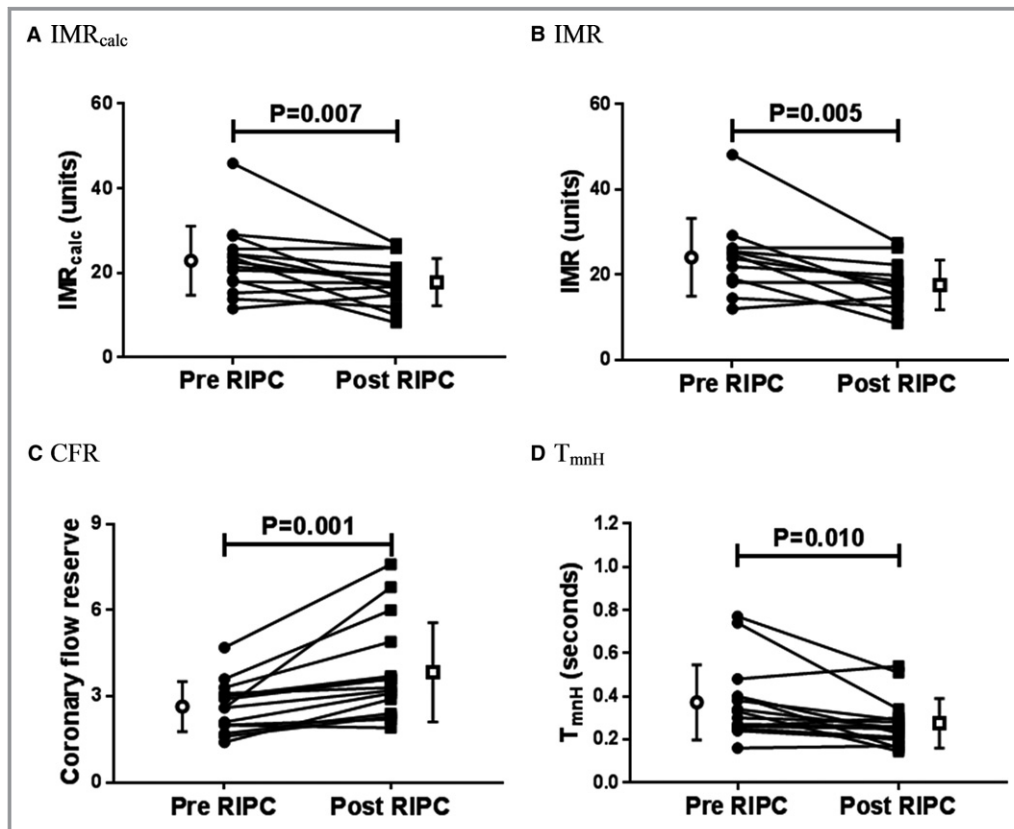 A IMRcalc
B IMR
60
40
20
0
IMRcalc (units)
P=0.007
Pre RIPC
Post RIPC
60
40
20
0
IMR (units)
P=0.005
Pre RIPC
Post RIPC
C CFR
D TmnH
9
6
3
0
Coronary flow reserve
P=0.001
Pre RIPC
Post RIPC
1.2
1.0
0.8
0.6
0.4
0.2
0.0
TmnH (seconds)
P=0.010
Pre RIPC
Post RIPC